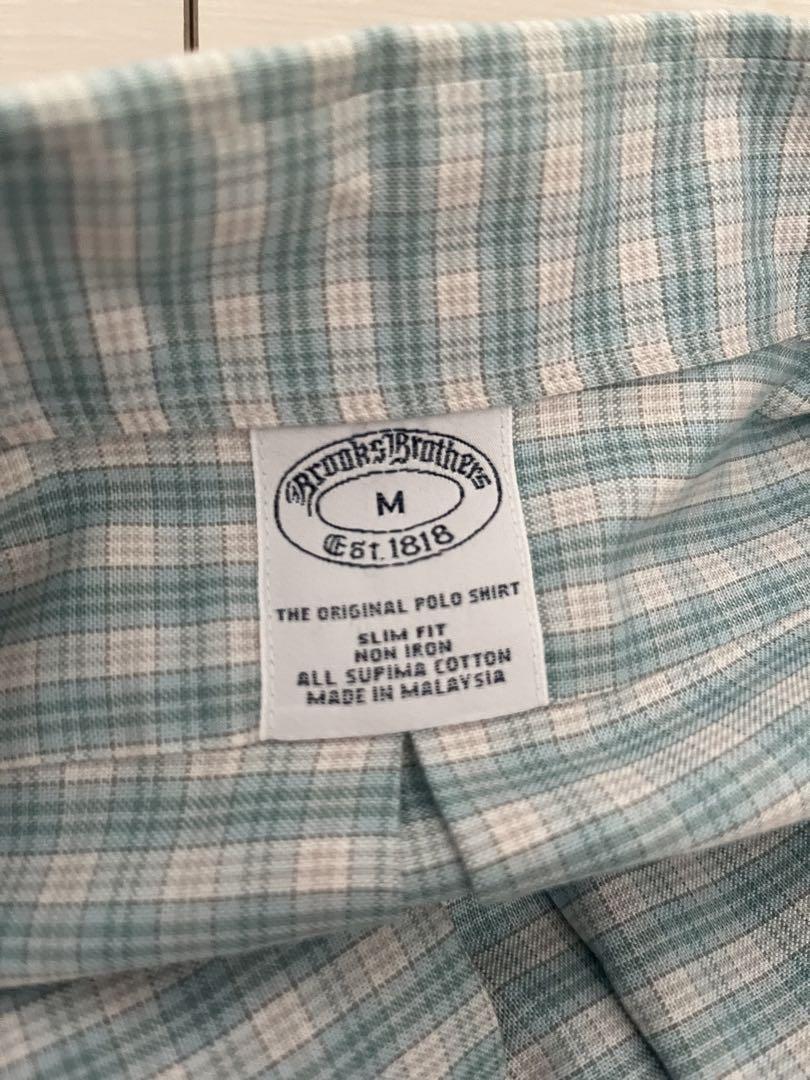 Brooks Brothers
M
Est. 1818
THE ORIGINAL POLO SHIRT
SLIM FIT
NON IRON
ALL SUPIMA COTTON
MADE IN MALAYSIA